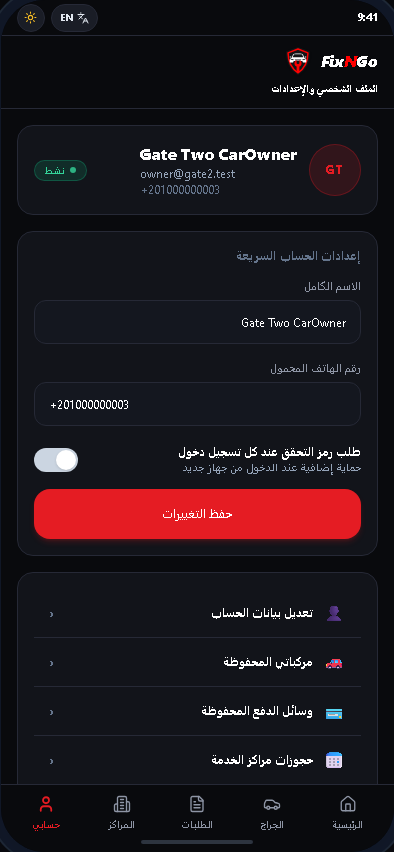 9:41
EN
FixNGo
الملف الشخصي والإعدادات
GT
Gate Two CarOwner
نشط
owner@gate2.test
+201000000003
إعدادات الحساب السريعة
الاسم الكامل
Gate Two CarOwner
رقم الهاتف المحمول
+201000000003
طلب رمز التحقق عند كل تسجيل دخول
حماية إضافية عند الدخول من جهاز جديد
حفظ التغييرات
تعديل بيانات الحساب
مركباتي المحفوظة
وسائل الدفع المحفوظة
حجوزات مراكز الخدمة
الرئيسية
الجراج
الطلبات
المراكز
حسابي